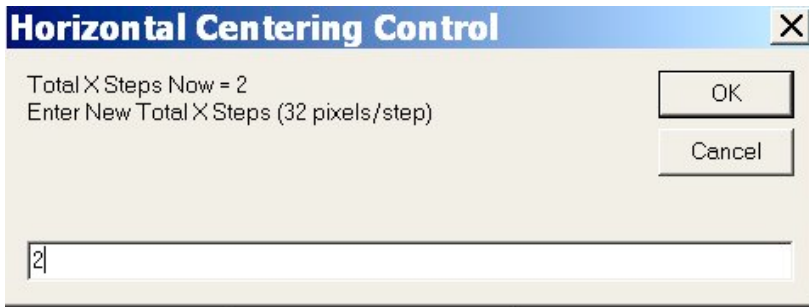 Horizontal Centering Control
Total X Steps Now = 2
Enter New Total X Steps (32 pixels/step)
OK
Cancel
2